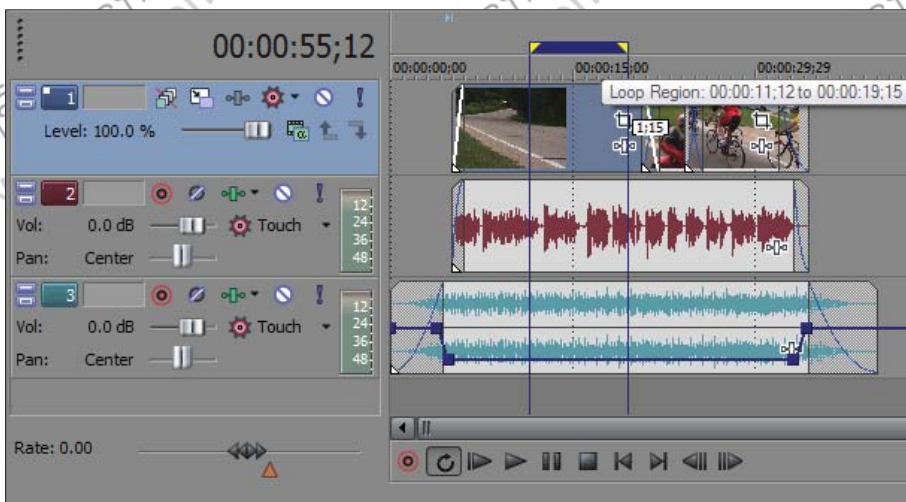 00:00:55;12
00:00:00;00 00:00:15;00 00:00:29;29
Loop Region: 00:00:11;12 to 00:00:19;15
1
Level: 100.0 %
1;15
2
12
Vol: 0.0 dB Touch 24
36
Pan: Center 48
3
12
Vol: 0.0 dB Touch 24
36
Pan: Center 48
Rate: 0.00